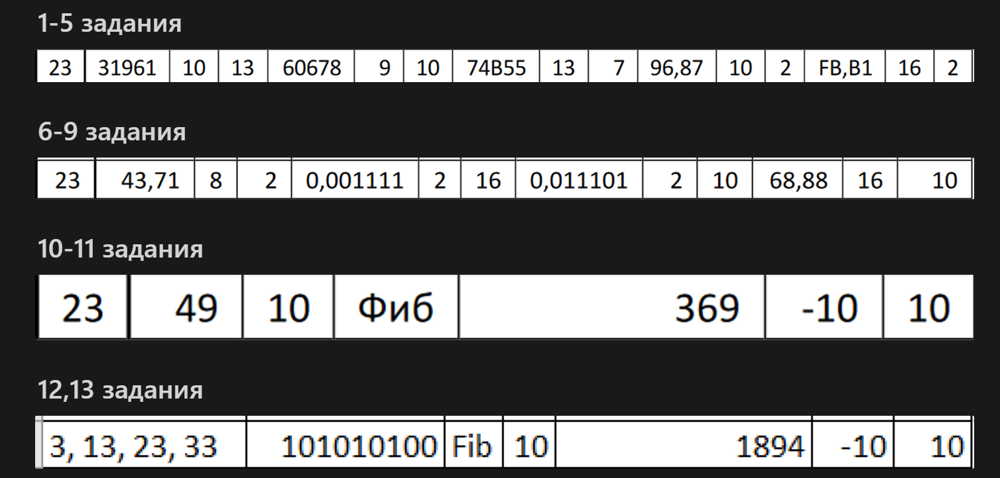 1-5 задания
23 31961 10 13 60678 9 10 74B55 13 7 96,87 10 2 FB,B1 16 2
6-9 задания
23 43,71 8 2 0,001111 2 16 0,011101 2 10 68,88 16 10
10-11 задания
23 49 10 Фиб 369 -10 10
12,13 задания
3, 13, 23, 33 101010100 Fib 10 1894 -10 10